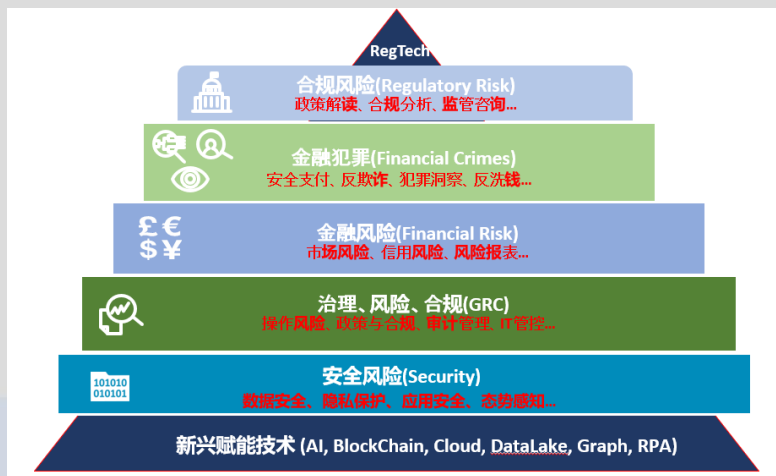 RegTech
合规风险(Regulatory Risk)
政策解读、合规分析、监管咨询...
金融犯罪(Financial Crimes)
安全支付、反欺诈、犯罪洞察、反洗钱...
£ €
$ ¥
金融风险(Financial Risk)
市场风险、信用风险、风险报表...
治理、风险、合规(GRC)
操作风险、政策与合规、审计管理、IT管控...
101010
010101
安全风险(Security)
数据安全、隐私保护、应用安全、态势感知...
新兴赋能技术 (AI, BlockChain, Cloud, DataLake, Graph, RPA)